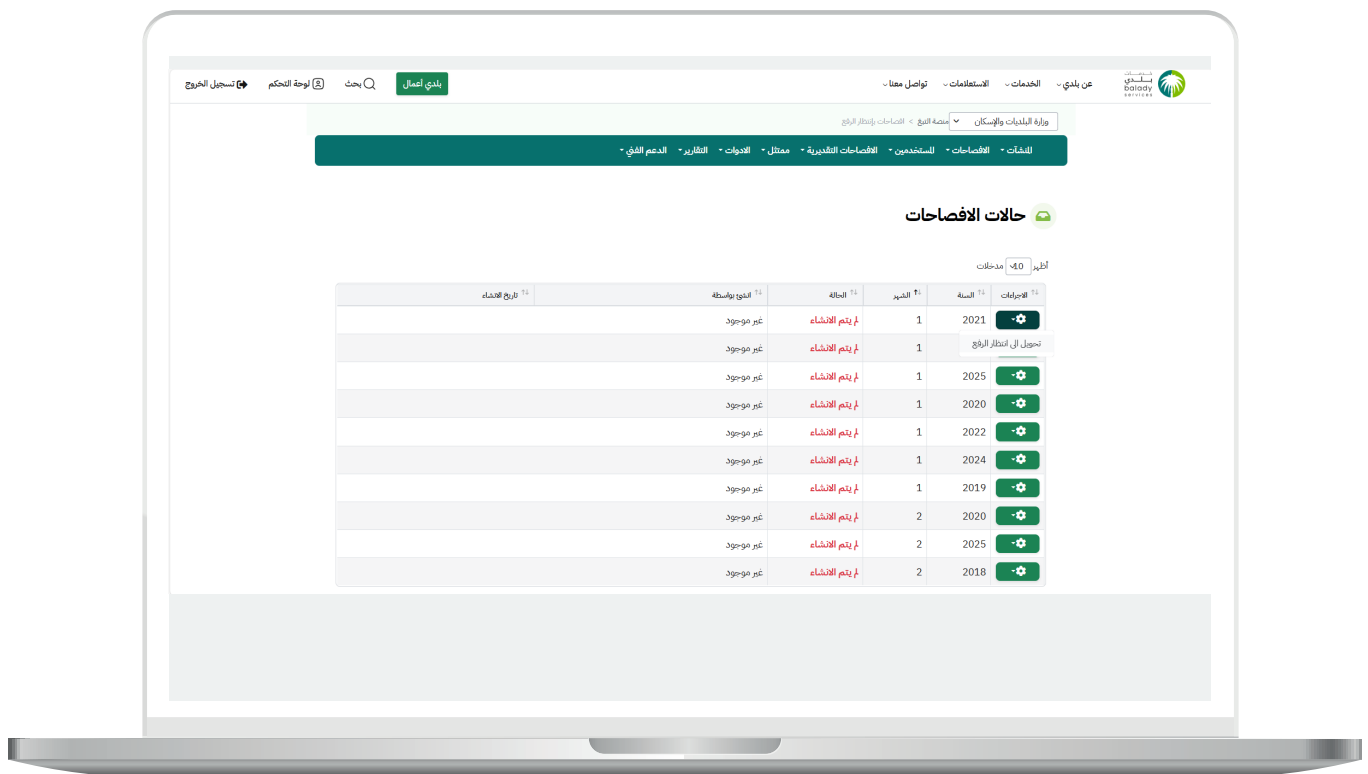 خدمــــات
بـلـــدي
balady
services
عن بلدي
الخدمات
الاستعلامات
تواصل معنا
بلدي أعمال
بحث
لوحة التحكم
تسجيل الخروج
وزارة البلديات والإسكان
منصة التبغ > افصاحات بإنتظار الرفع
المنشآت الافصاحات المستخدمين الافصاحات التقديرية ممتثل الادوات التقارير الدعم الفني
حالات الافصاحات
أظهر 10 مدخلات
الاجراءات السنة الشهر الحالة انشئ بواسطة تاريخ الانشاء
2021 1 لم يتم الانشاء غير موجود
تحويل الى انتظار الرفع
1 لم يتم الانشاء غير موجود
2025 1 لم يتم الانشاء غير موجود
2020 1 لم يتم الانشاء غير موجود
2022 1 لم يتم الانشاء غير موجود
2024 1 لم يتم الانشاء غير موجود
2019 1 لم يتم الانشاء غير موجود
2020 2 لم يتم الانشاء غير موجود
2025 2 لم يتم الانشاء غير موجود
2018 2 لم يتم الانشاء غير موجود